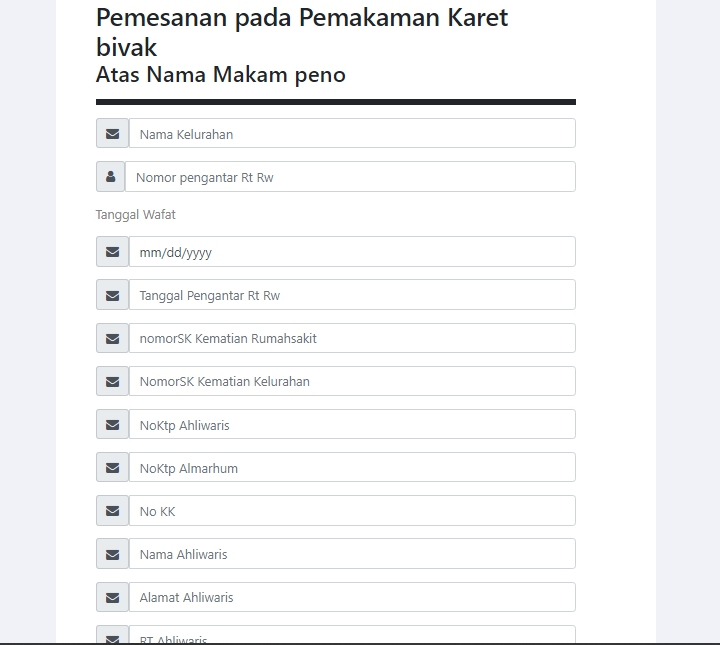 Pemesanan pada Pemakaman Karet
bivak
Atas Nama Makam peno
Nama Kelurahan
Nomor pengantar Rt Rw
Tanggal Wafat
mm/dd/yyyy
Tanggal Pengantar Rt Rw
nomorSK Kematian Rumahsakit
NomorSK Kematian Kelurahan
NoKtp Ahliwaris
NoKtp Almarhum
No KK
Nama Ahliwaris
Alamat Ahliwaris
RT Ahliwaris